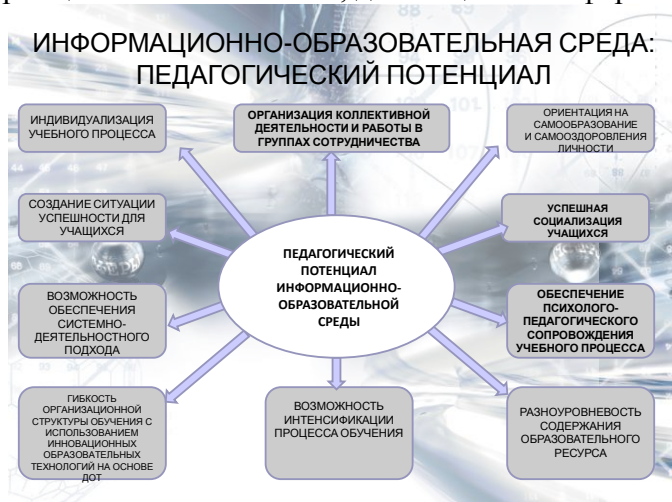 ИНФОРМАЦИОННО-ОБРАЗОВАТЕЛЬНАЯ СРЕДА:
ПЕДАГОГИЧЕСКИЙ ПОТЕНЦИАЛ
ИНДИВИДУАЛИЗАЦИЯ
УЧЕБНОГО ПРОЦЕССА
ОРГАНИЗАЦИЯ КОЛЛЕКТИВНОЙ
ДЕЯТЕЛЬНОСТИ И РАБОТЫ В
ГРУППАХ СОТРУДНИЧЕСТВА
ОРИЕНТАЦИЯ НА
САМООБРАЗОВАНИЕ
И САМООЗДОРОВЛЕНИЯ
ЛИЧНОСТИ
СОЗДАНИЕ СИТУАЦИИ
УСПЕШНОСТИ ДЛЯ
УЧАЩИХСЯ
УСПЕШНАЯ
СОЦИАЛИЗАЦИЯ
УЧАЩИХСЯ
ПЕДАГОГИЧЕСКИЙ
ПОТЕНЦИАЛ
ИНФОРМАЦИОННО-
ОБРАЗОВАТЕЛЬНОЙ
СРЕДЫ
ВОЗМОЖНОСТЬ
ОБЕСПЕЧЕНИЯ
СИСТЕМНО-
ДЕЯТЕЛЬНОСТНОГО
ПОДХОДА
ОБЕСПЕЧЕНИЕ
ПСИХОЛОГО-
ПЕДАГОГИЧЕСКОГО
СОПРОВОЖДЕНИЯ
УЧЕБНОГО ПРОЦЕССА
ГИБКОСТЬ
ОРГАНИЗАЦИОННОЙ
СТРУКТУРЫ ОБУЧЕНИЯ С
ИСПОЛЬЗОВАНИЕМ
ИННОВАЦИОННЫХ
ОБРАЗОВАТЕЛЬНЫХ
ТЕХНОЛОГИЙ НА ОСНОВЕ
ДОТ
ВОЗМОЖНОСТЬ
ИНТЕНСИФИКАЦИИ
ПРОЦЕССА ОБУЧЕНИЯ
РАЗНОУРОВНЕВОСТЬ
СОДЕРЖАНИЯ
ОБРАЗОВАТЕЛЬНОГО
РЕСУРСА